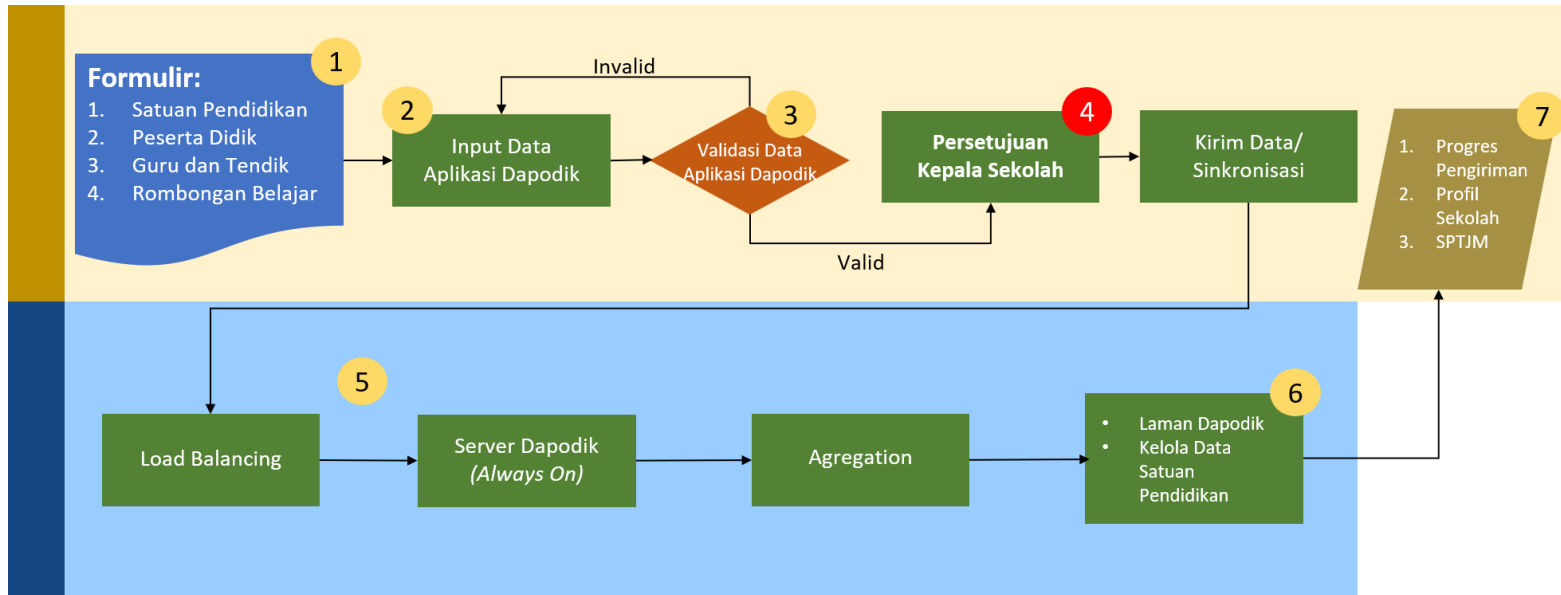 1
Formulir:
1. Satuan Pendidikan
2. Peserta Didik
3. Guru dan Tendik
4. Rombongan Belajar
2
Input Data
Aplikasi Dapodik
Invalid
3
Validasi Data
Aplikasi Dapodik
Valid
4
Persetujuan
Kepala Sekolah
Kirim Data/
Sinkronisasi
7
1. Progres
Pengiriman
2. Profil
Sekolah
3. SPTJM
5
Load Balancing
Server Dapodik
(Always On)
Agregation
6
• Laman Dapodik
• Kelola Data
Satuan
Pendidikan